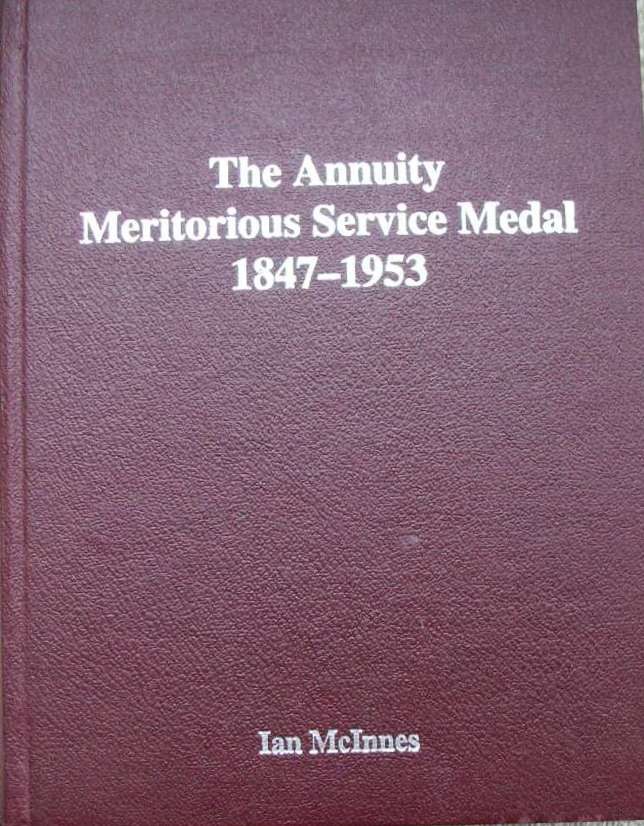 The Annuity
Meritorious Service Medal
1847–1953
Ian McInnes